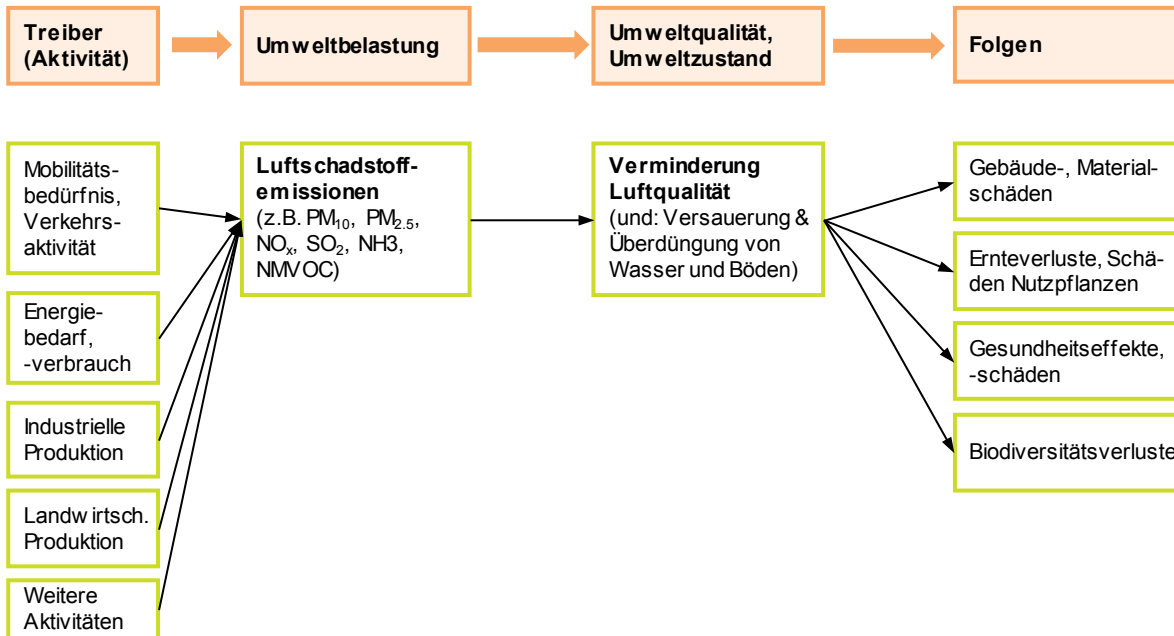 Treiber
(Aktivität)
Umweltbelastung
Umweltqualität,
Umweltzustand
Folgen
Mobilitäts-
bedürfnis,
Verkehrs-
aktivität
Energie-
bedarf,
-verbrauch
Industrielle
Produktion
Landwirtsch.
Produktion
Weitere
Aktivitäten
Luftschadstoff-
emissionen
(z.B. PM₁₀, PM₂.₅,
NOₓ, SO₂, NH3,
NMVOC)
Verminderung
Luftqualität
(und: Versauerung &
Überdüngung von
Wasser und Böden)
Gebäude-, Material-
schäden
Ernteverluste, Schä-
den Nutzpflanzen
Gesundheitseffekte,
-schäden
Biodiversitätsverluste